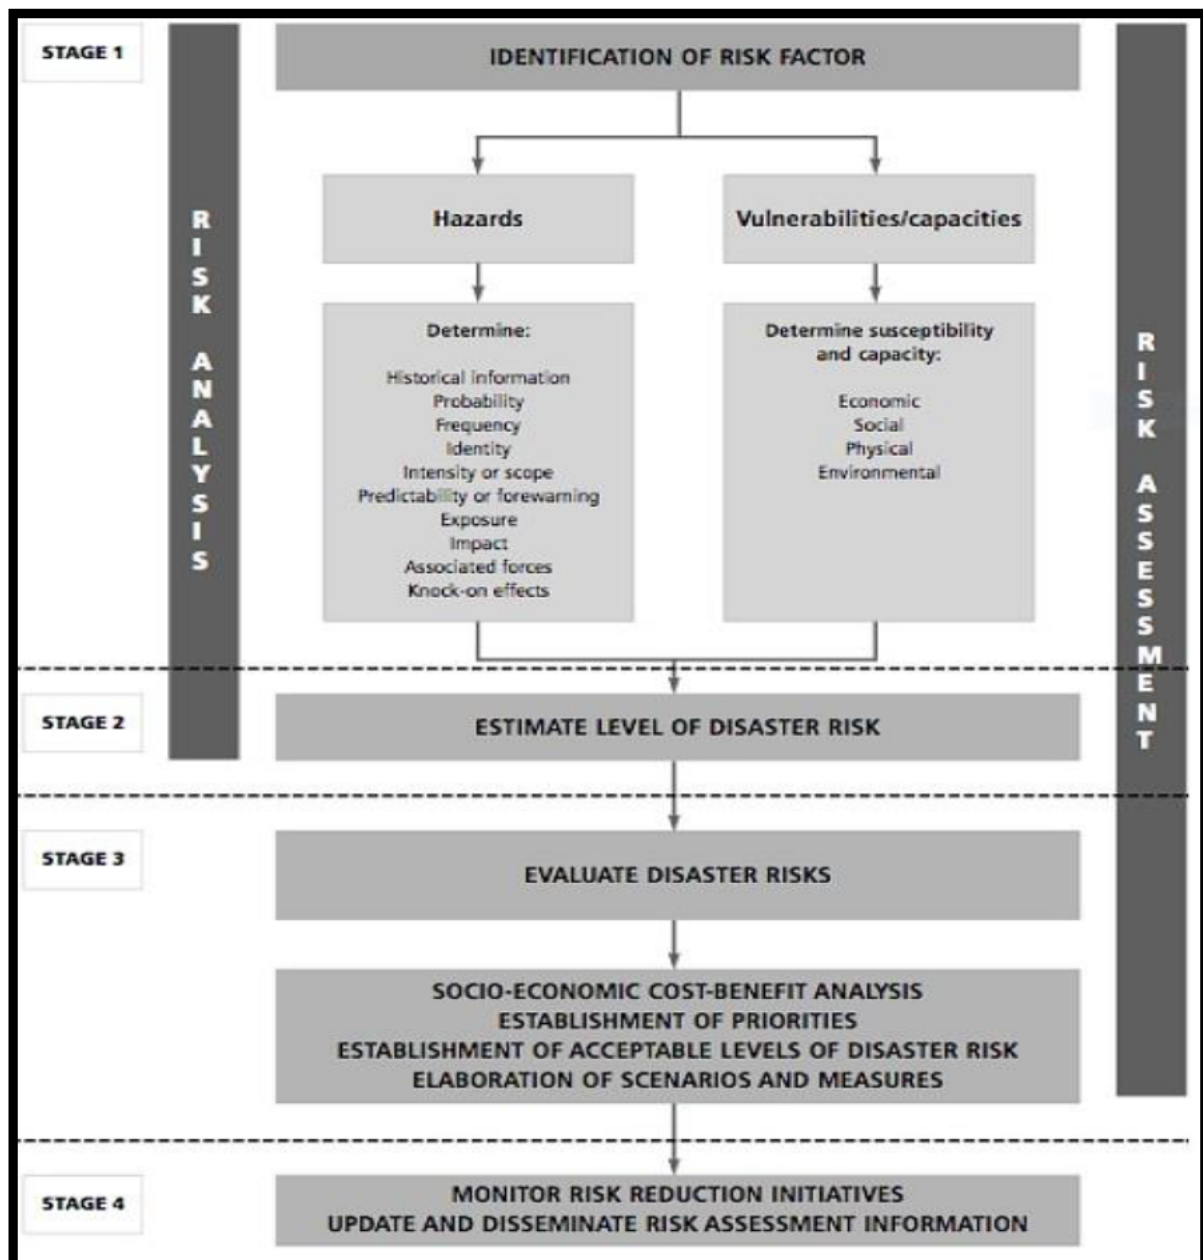 STAGE 1
IDENTIFICATION OF RISK FACTOR
RISK ANALYSIS
RISK ASSESSMENT
Hazards
Vulnerabilities/capacities
Determine:
Historical information
Probability
Frequency
Identity
Intensity or scope
Predictability or forewarning
Exposure
Impact
Associated forces
Knock-on effects
Determine susceptibility
and capacity:
Economic
Social
Physical
Environmental
STAGE 2
ESTIMATE LEVEL OF DISASTER RISK
STAGE 3
EVALUATE DISASTER RISKS
SOCIO-ECONOMIC COST-BENEFIT ANALYSIS
ESTABLISHMENT OF PRIORITIES
ESTABLISHMENT OF ACCEPTABLE LEVELS OF DISASTER RISK
ELABORATION OF SCENARIOS AND MEASURES
STAGE 4
MONITOR RISK REDUCTION INITIATIVES
UPDATE AND DISSEMINATE RISK ASSESSMENT INFORMATION